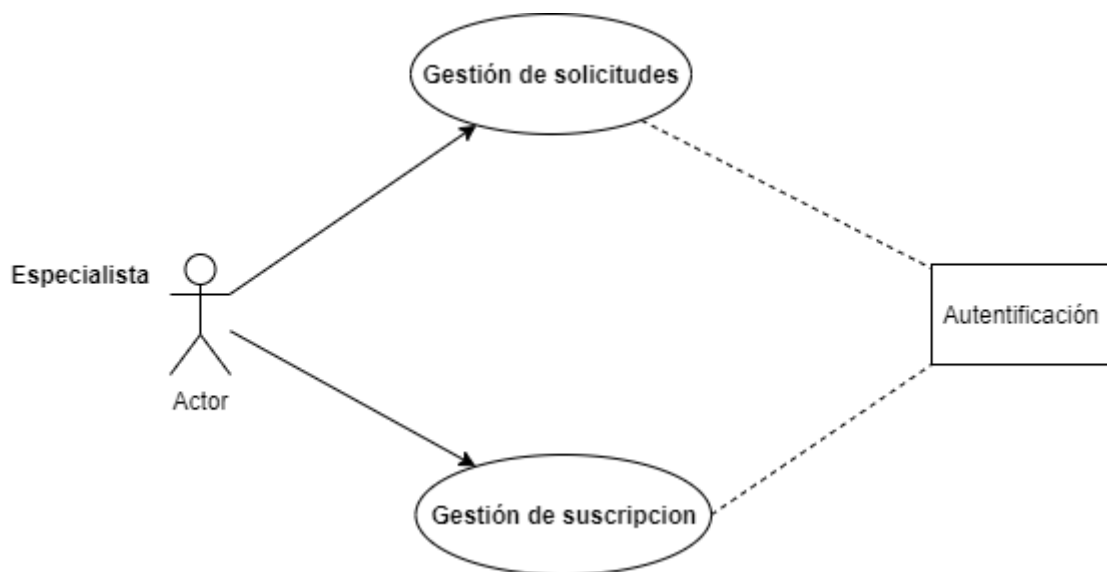 Gestión de solicitudes
Especialista
Actor
Autentificación
Gestión de suscripcion